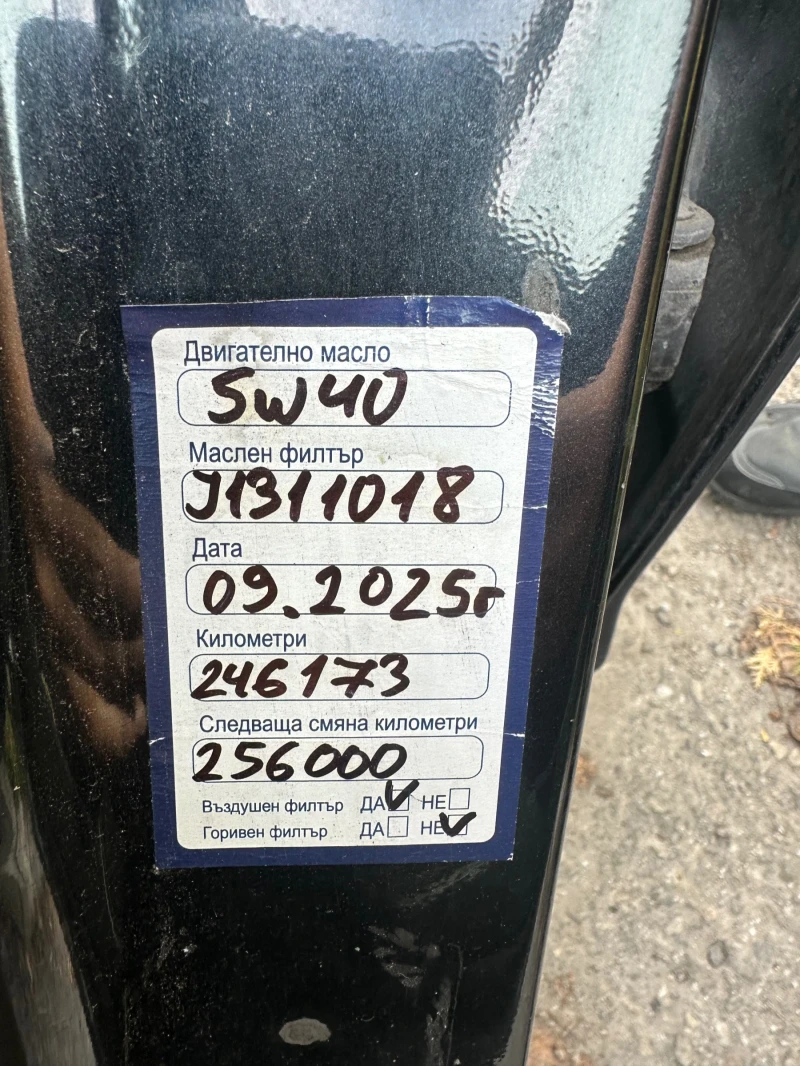 Двигателно масло
5W40
Маслен филтър
J1311018
Дата
09.2025г
Километри
246173
Следваща смяна километри
256000
Въздушен филтър ДА НЕ
Горивен филтър ДА НЕ